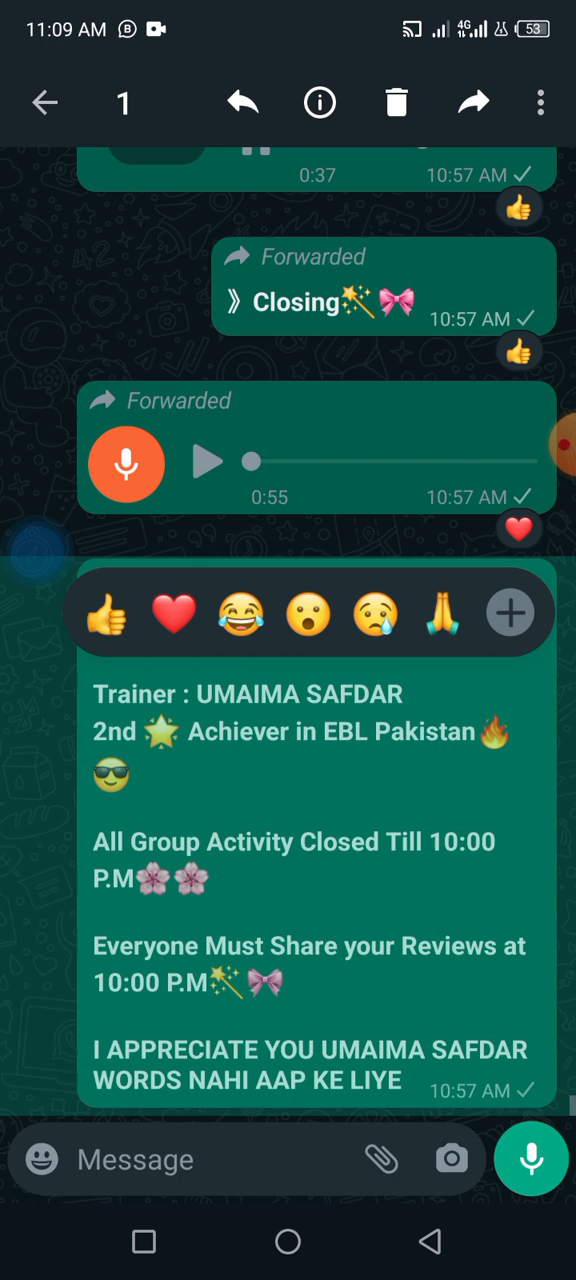 11:09 AM
53
1
0:37 10:57 AM
Forwarded
》Closing🪄🎀 10:57 AM
Forwarded
0:55 10:57 AM
Trainer : UMAIMA SAFDAR
2nd 🌟 Achiever in EBL Pakistan🔥
😎
All Group Activity Closed Till 10:00
P.M🌸🌸
Everyone Must Share your Reviews at
10:00 P.M🪄🎀
I APPRECIATE YOU UMAIMA SAFDAR
WORDS NAHI AAP KE LIYE 10:57 AM
Message